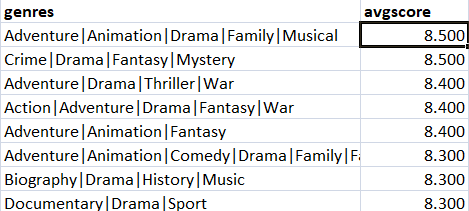 genres avgscore
Adventure|Animation|Drama|Family|Musical 8.500
Crime|Drama|Fantasy|Mystery 8.500
Adventure|Drama|Thriller|War 8.400
Action|Adventure|Drama|Fantasy|War 8.400
Adventure|Animation|Fantasy 8.400
Adventure|Animation|Comedy|Drama|Family| 8.300
Biography|Drama|History|Music 8.300
Documentary|Drama|Sport 8.300